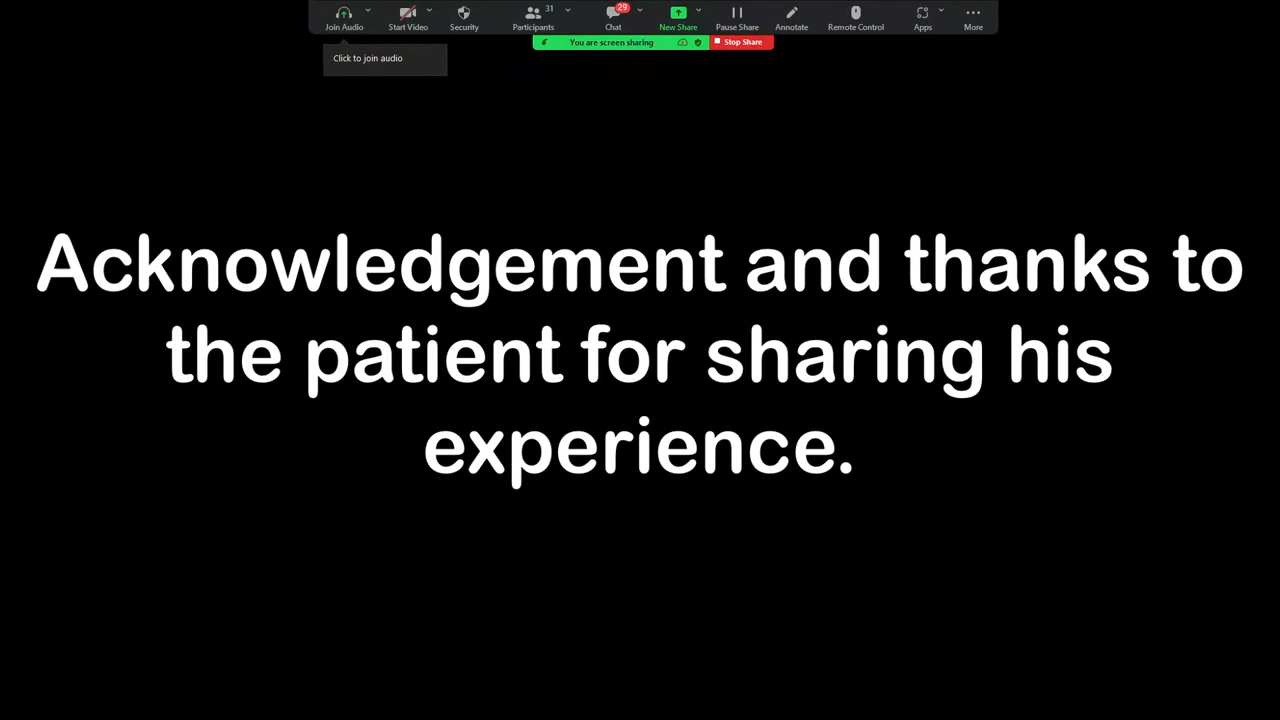 31
29
Join Audio Start Video Security Participants Chat New Share Pause Share Annotate Remote Control Apps More
You are screen sharing Stop Share
Click to join audio
Acknowledgement and thanks to
the patient for sharing his
experience.